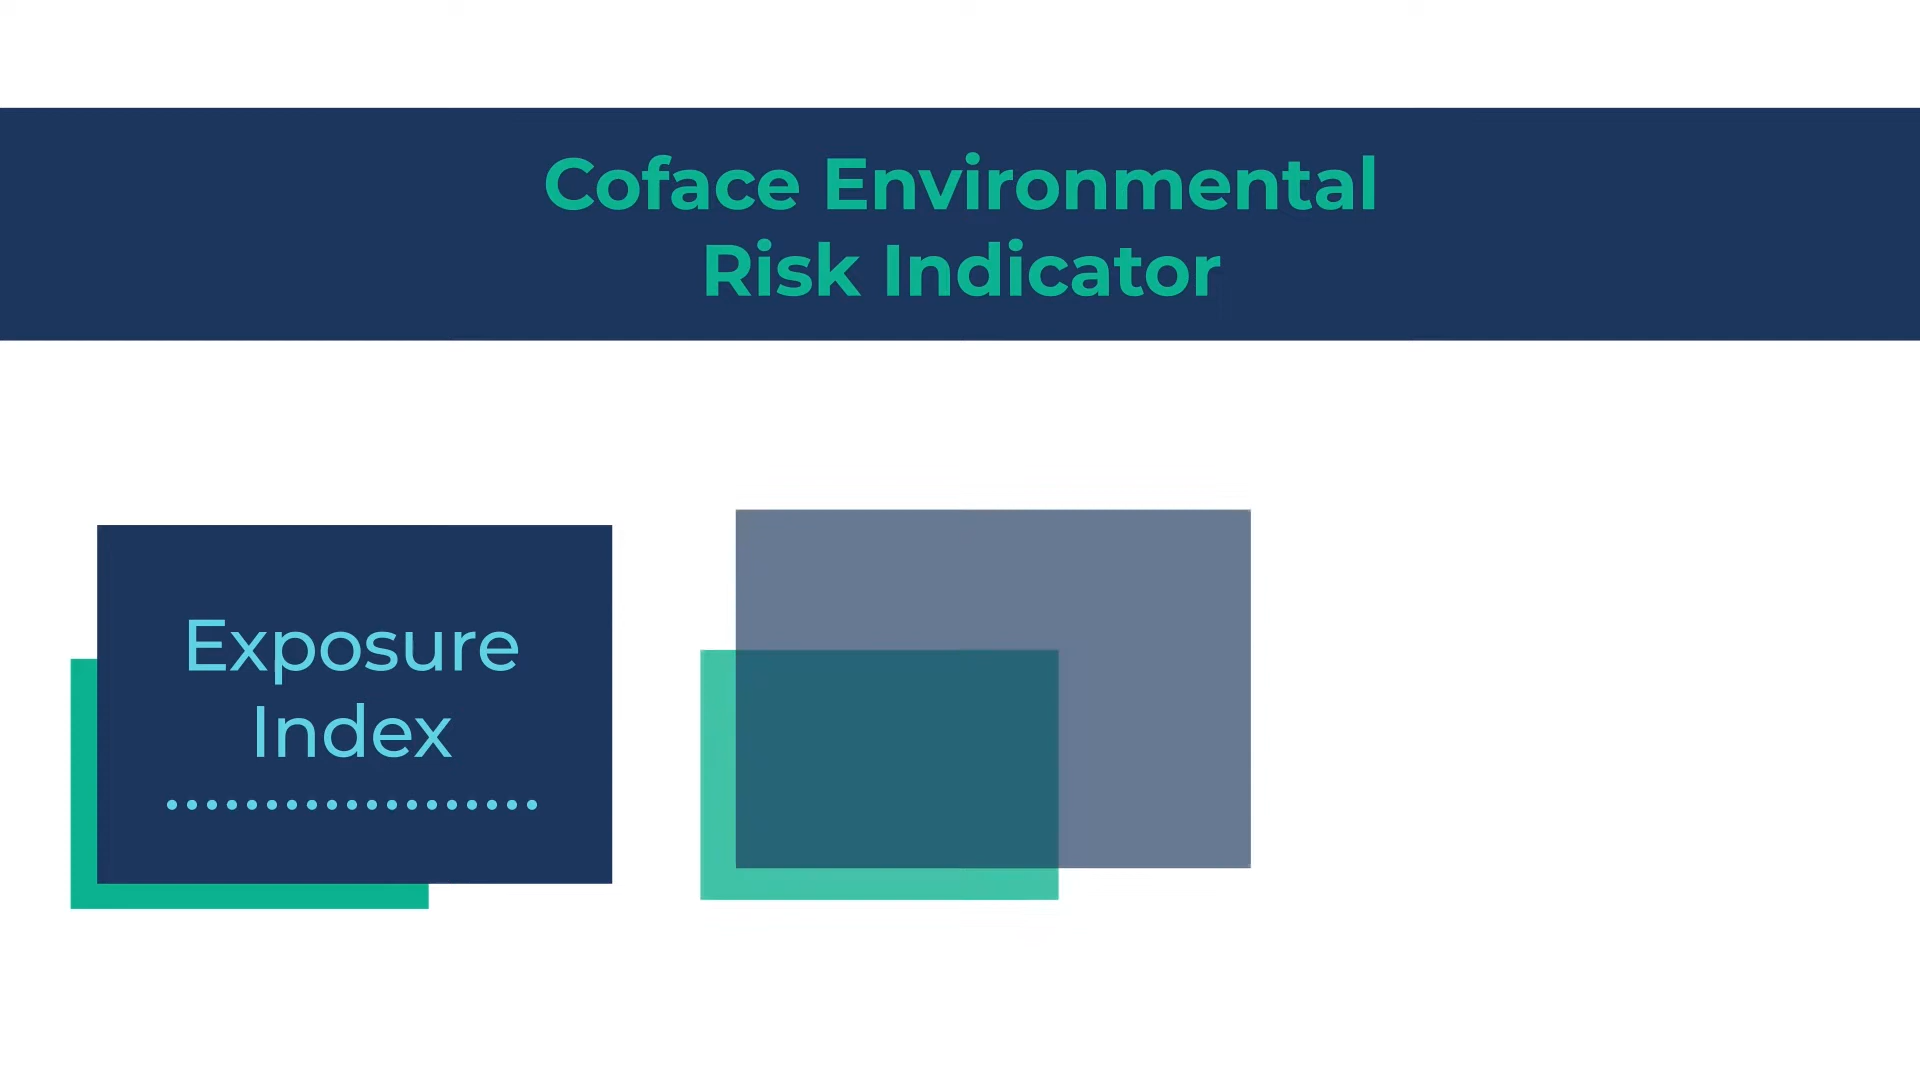 Coface Environmental
Risk Indicator
Exposure
Index